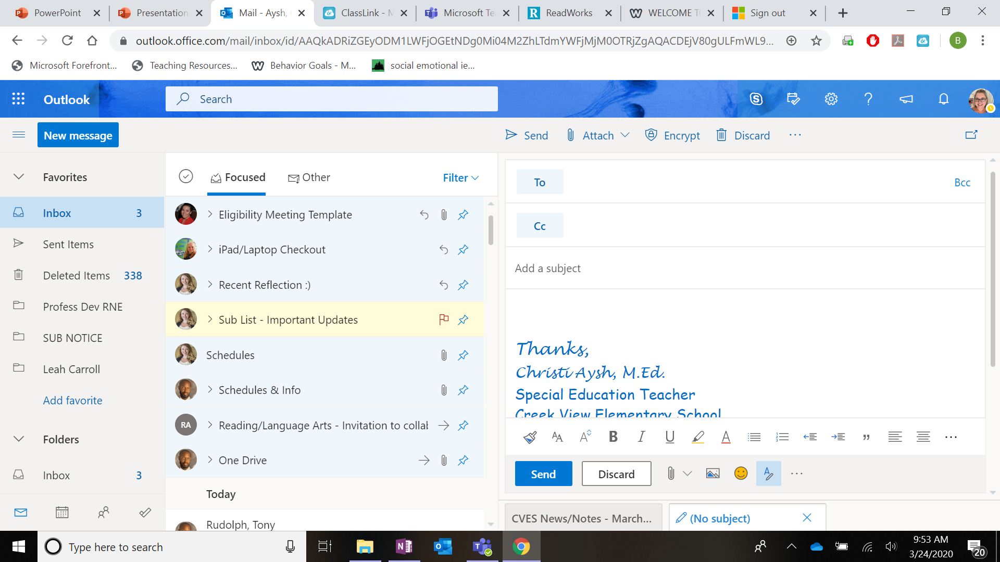 PowerPoint
Presentation
Mail - Aysh,
ClassLink - M
Microsoft Te
ReadWorks
WELCOME TO
Sign out
outlook.office.com/mail/inbox/id/AAQkADRiZGEyODM1LWFjOGEtNDg0Mi04M2ZhLTdmYWFjMjM0OTRjZgAQACDEjV80gULFmWL9...
B
Microsoft Forefront...
Teaching Resources...
Behavior Goals - M...
social emotional ie...
Outlook
Search
New message
Send
Attach
Encrypt
Discard
Favorites
Inbox 3
Sent Items
Deleted Items 338
Profess Dev RNE
SUB NOTICE
Leah Carroll
Add favorite
Folders
Inbox 3
Focused
Other
Filter
Eligibility Meeting Template
iPad/Laptop Checkout
Recent Reflection :)
Sub List - Important Updates
Schedules
Schedules & Info
RA
Reading/Language Arts - Invitation to collab
One Drive
Today
Rudolph, Tony
To
Bcc
Cc
Add a subject
Thanks,
Christi Aysh, M.Ed.
Special Education Teacher
Creek View Elementary School
Send
Discard
CVES News/Notes - March...
(No subject)
Type here to search
9:53 AM
3/24/2020
20